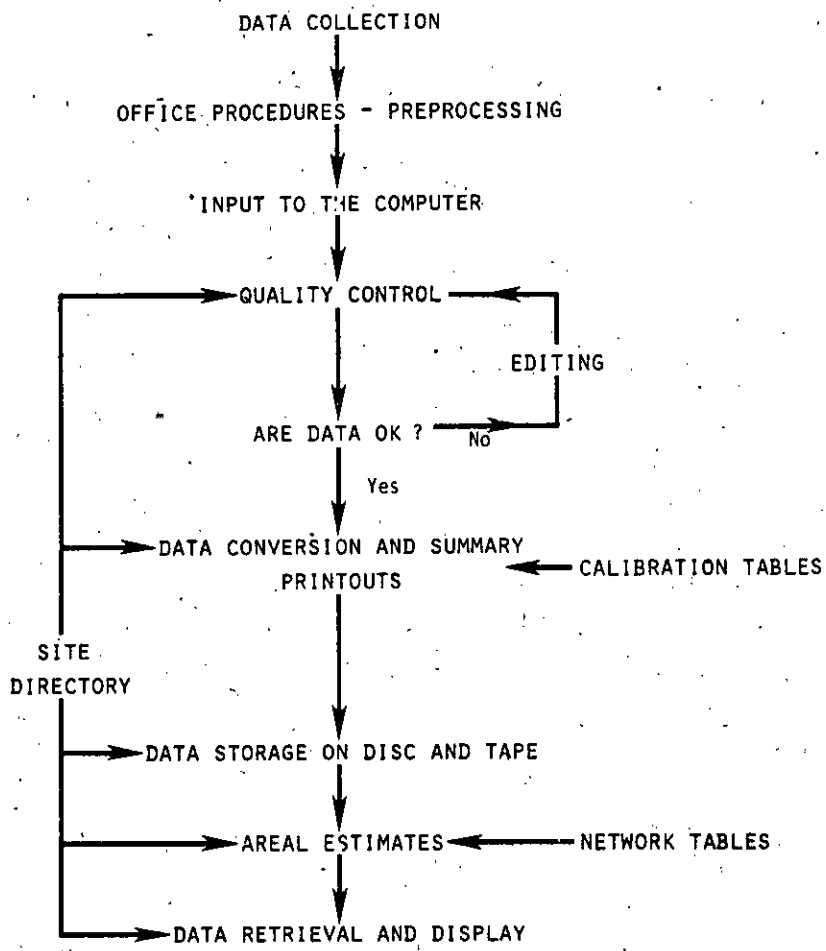 DATA COLLECTION
OFFICE PROCEDURES - PREPROCESSING
INPUT TO THE COMPUTER
QUALITY CONTROL
EDITING
ARE DATA OK ?
No
Yes
DATA CONVERSION AND SUMMARY
PRINTOUTS
CALIBRATION TABLES
SITE
DIRECTORY
DATA STORAGE ON DISC AND TAPE
AREAL ESTIMATES
NETWORK TABLES
DATA RETRIEVAL AND DISPLAY